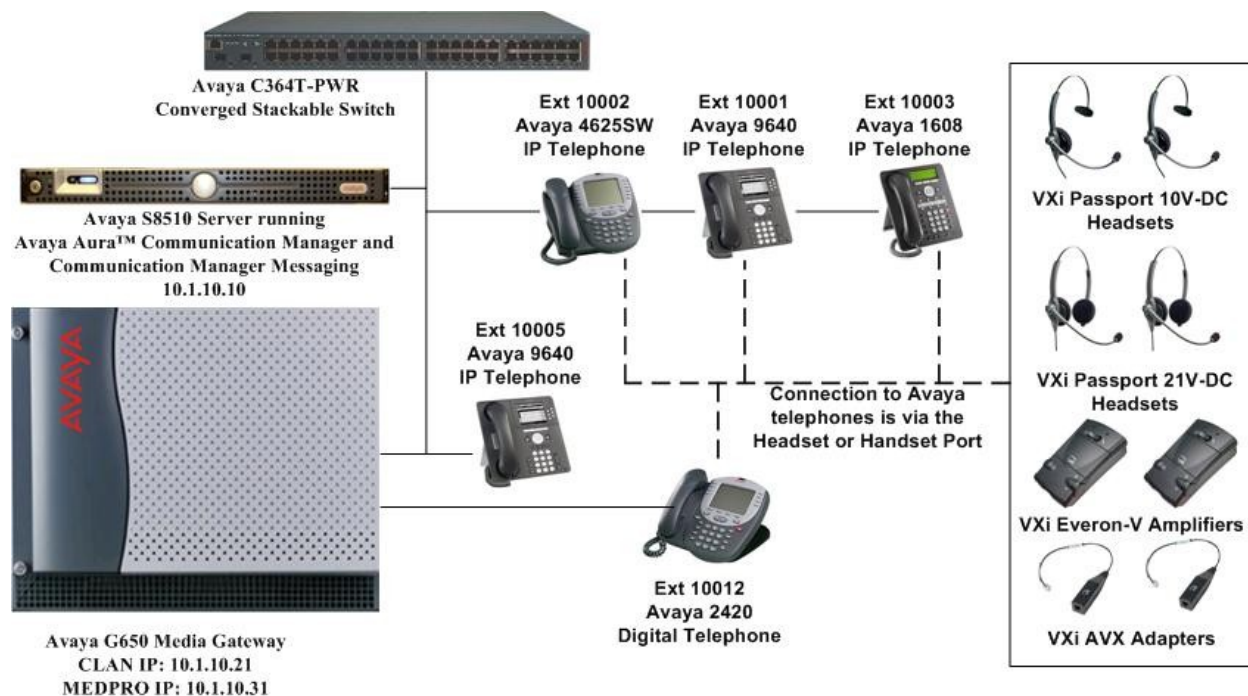 Avaya C364T-PWR
Converged Stackable Switch
Avaya S8510 Server running
Avaya Aura™ Communication Manager and
Communication Manager Messaging
10.1.10.10
AVAYA
Avaya G650 Media Gateway
CLAN IP: 10.1.10.21
MEDPRO IP: 10.1.10.31
Ext 10002
Avaya 4625SW
IP Telephone
Ext 10001
Avaya 9640
IP Telephone
Ext 10003
Avaya 1608
IP Telephone
Ext 10005
Avaya 9640
IP Telephone
Connection to Avaya
telephones is via the
Headset or Handset Port
Ext 10012
Avaya 2420
Digital Telephone
VXi Passport 10V-DC
Headsets
VXi Passport 21V-DC
Headsets
VXi Everon-V Amplifiers
VXi AVX Adapters